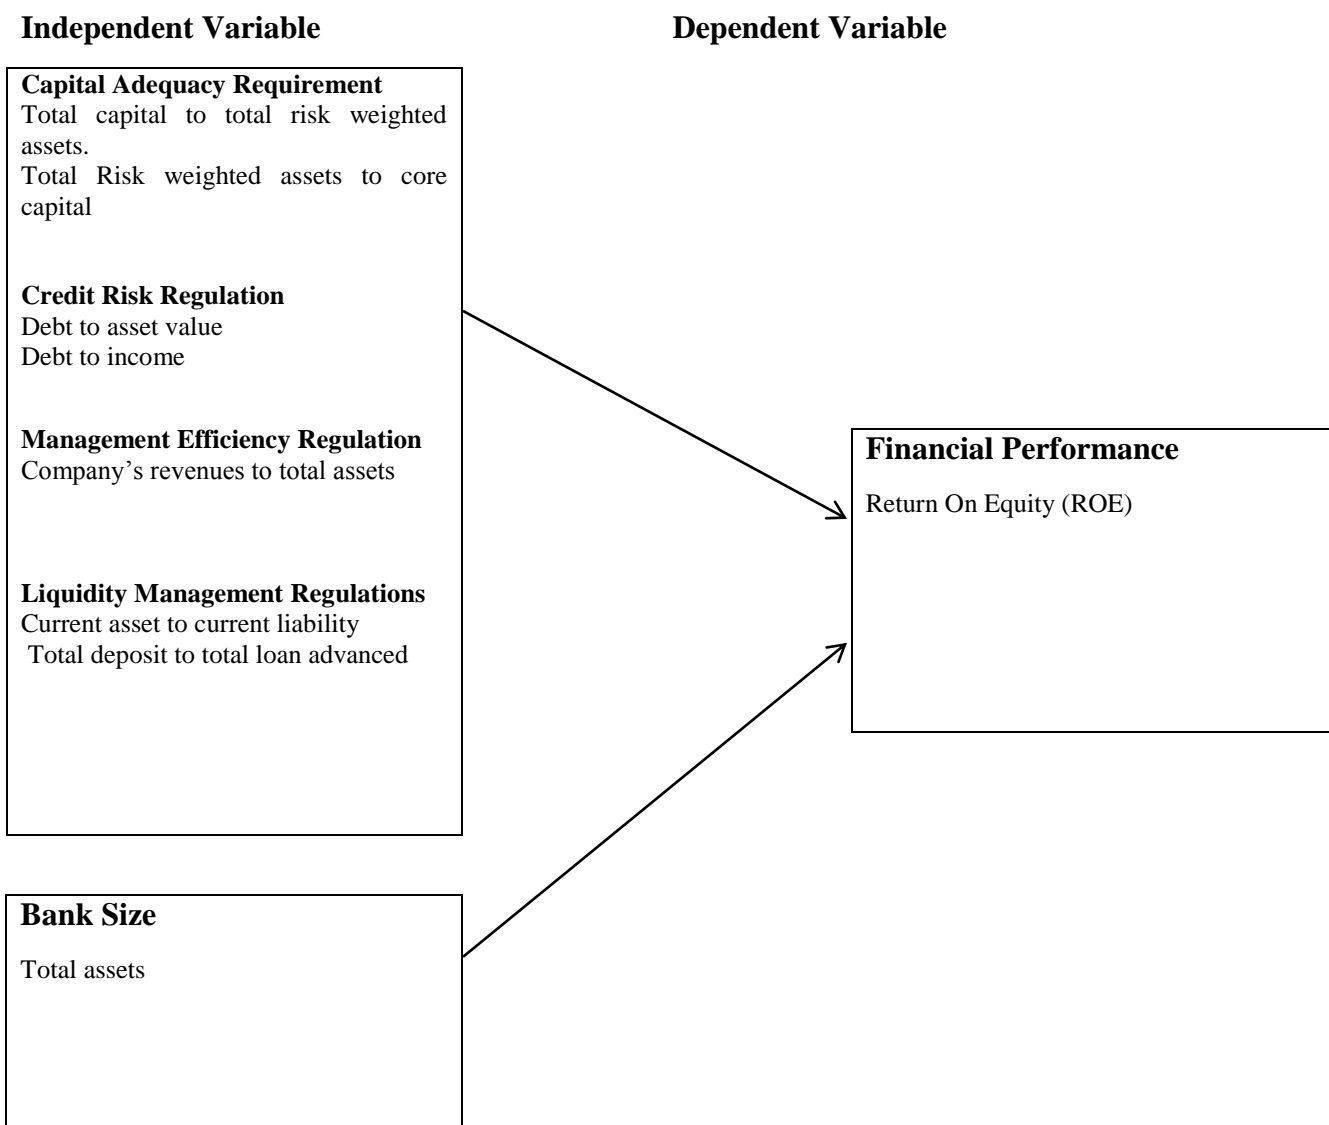 Independent Variable
Dependent Variable
Capital Adequacy Requirement
Total capital to total risk weighted
assets.
Total Risk weighted assets to core
capital
Credit Risk Regulation
Debt to asset value
Debt to income
Management Efficiency Regulation
Company’s revenues to total assets
Liquidity Management Regulations
Current asset to current liability
Total deposit to total loan advanced
Financial Performance
Return On Equity (ROE)
Bank Size
Total assets